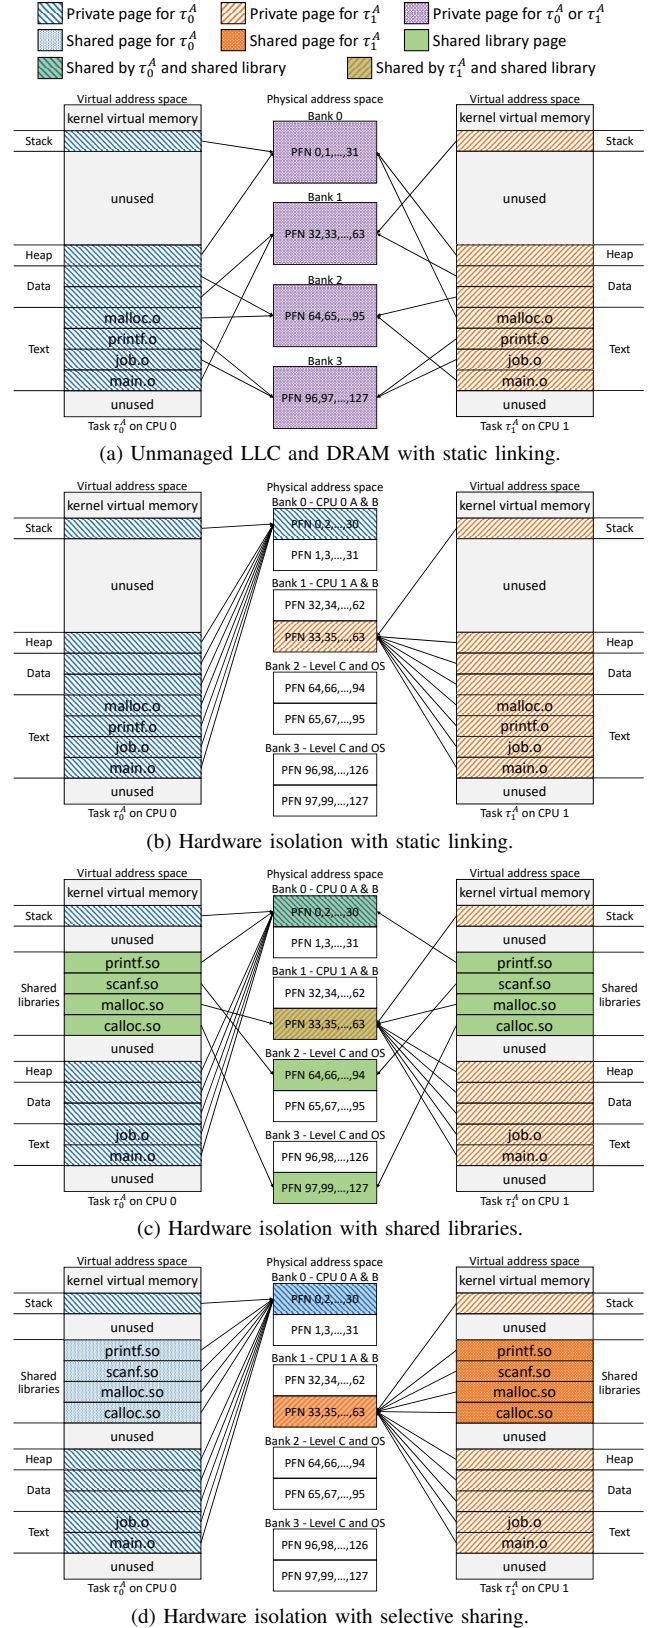 Private page for τ₀ᴬ Private page for τ₁ᴬ Private page for τ₀ᴬ or τ₁ᴬ
Shared page for τ₀ᴬ Shared page for τ₁ᴬ Shared library page
Shared by τ₀ᴬ and shared library Shared by τ₁ᴬ and shared library
Virtual address space Physical address space Virtual address space
kernel virtual memory Bank 0 kernel virtual memory
Stack Stack
PFN 0,1,...,31
unused Bank 1 unused
PFN 32,33,...,63
Heap Heap
Data Bank 2 Data
malloc.o PFN 64,65,...,95 malloc.o
printf.o printf.o
Text Text
job.o Bank 3 job.o
main.o PFN 96,97,...,127 main.o
unused unused
Task τ₀ᴬ on CPU 0 Task τ₁ᴬ on CPU 1
(a) Unmanaged LLC and DRAM with static linking.
Virtual address space Physical address space Virtual address space
kernel virtual memory Bank 0 - CPU 0 A & B kernel virtual memory
Stack PFN 0,2,...,30 Stack
PFN 1,3,...,31
unused Bank 1 - CPU 1 A & B unused
PFN 32,34,...,62
Heap PFN 33,35,...,63 Heap
Data Bank 2 - Level C and OS Data
PFN 64,66,...,94
malloc.o PFN 65,67,...,95 malloc.o
printf.o printf.o
Text Text
job.o Bank 3 - Level C and OS job.o
main.o PFN 96,98,...,126 main.o
unused PFN 97,99,...,127 unused
Task τ₀ᴬ on CPU 0 Task τ₁ᴬ on CPU 1
(b) Hardware isolation with static linking.
Virtual address space Physical address space Virtual address space
kernel virtual memory Bank 0 - CPU 0 A & B kernel virtual memory
Stack PFN 0,2,...,30 Stack
unused PFN 1,3,...,31 unused
printf.so Bank 1 - CPU 1 A & B printf.so
Shared libraries scanf.so PFN 32,34,...,62 scanf.so Shared libraries
malloc.so malloc.so
calloc.so PFN 33,35,...,63 calloc.so
unused Bank 2 - Level C and OS unused
Heap PFN 64,66,...,94 Heap
Data PFN 65,67,...,95 Data
Text job.o Bank 3 - Level C and OS job.o Text
main.o PFN 96,98,...,126 main.o
unused PFN 97,99,...,127 unused
Task τ₀ᴬ on CPU 0 Task τ₁ᴬ on CPU 1
(c) Hardware isolation with shared libraries.
Virtual address space Physical address space Virtual address space
kernel virtual memory Bank 0 - CPU 0 A & B kernel virtual memory
Stack PFN 0,2,...,30 Stack
unused PFN 1,3,...,31 unused
printf.so Bank 1 - CPU 1 A & B printf.so
Shared libraries scanf.so PFN 32,34,...,62 scanf.so Shared libraries
malloc.so malloc.so
calloc.so PFN 33,35,...,63 calloc.so
unused Bank 2 - Level C and OS unused
Heap PFN 64,66,...,94 Heap
Data PFN 65,67,...,95 Data
Text job.o Bank 3 - Level C and OS job.o Text
main.o PFN 96,98,...,126 main.o
unused PFN 97,99,...,127 unused
Task τ₀ᴬ on CPU 0 Task τ₁ᴬ on CPU 1
(d) Hardware isolation with selective sharing.